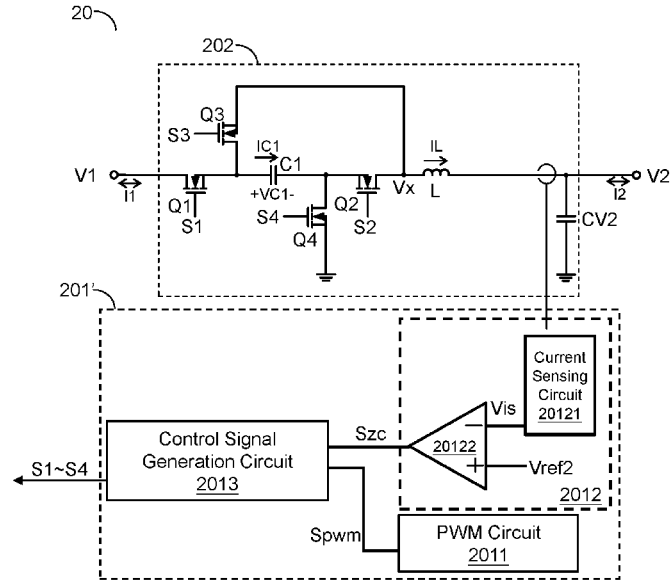 20
202
Q3
S3
IC1
C1
IL
V1
V2
I1
+VC1-
Vx
L
I2
Q1
S1
S4
Q4
Q2
S2
CV2
201'
Current
Sensing
Circuit
20121
Vis
Szc
20122
Control Signal
Generation Circuit
2013
S1~S4
Vref2
2012
Spwm
PWM Circuit
2011